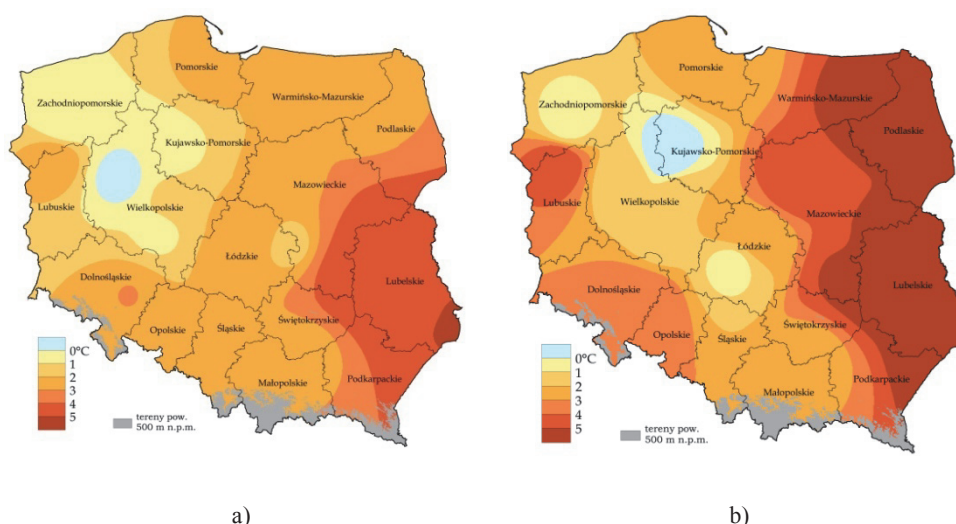 Pomorskie
Warmińsko-Mazurskie
Zachodniopomorskie
Podlaskie
Kujawsko-Pomorskie
Mazowieckie
Lubuskie
Wielkopolskie
Łódzkie
Lubelskie
Dolnośląskie
Opolskie
Śląskie
Świętokrzyskie
Małopolskie
Podkarpackie
0°C
1
2
3
4
5
tereny pow.
500 m n.p.m.
a)
Pomorskie
Warmińsko-Mazurskie
Zachodniopomorskie
Podlaskie
Kujawsko-Pomorskie
Lubuskie
Wielkopolskie
Mazowieckie
Łódzkie
Lubelskie
Dolnośląskie
Opolskie
Śląskie
Świętokrzyskie
Małopolskie
Podkarpackie
0°C
1
2
3
4
5
tereny pow.
500 m n.p.m.
b)